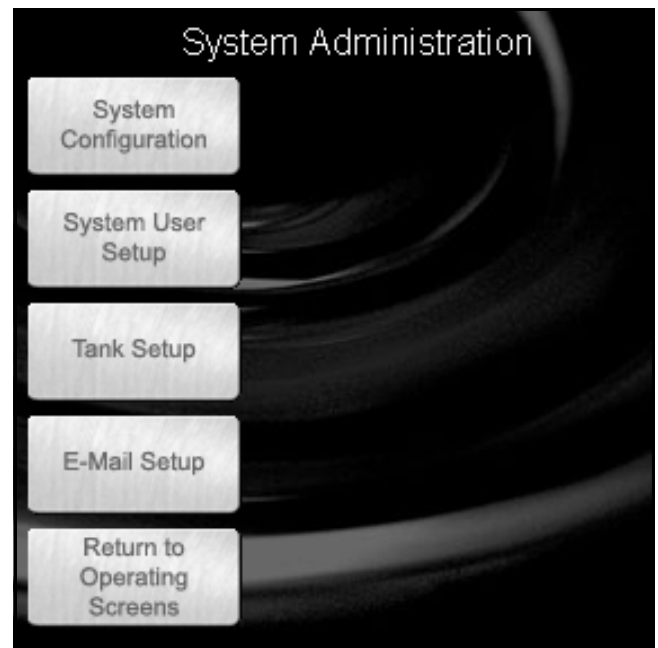 System Administration
System
Configuration
System User
Setup
Tank Setup
E-Mail Setup
Return to
Operating
Screens